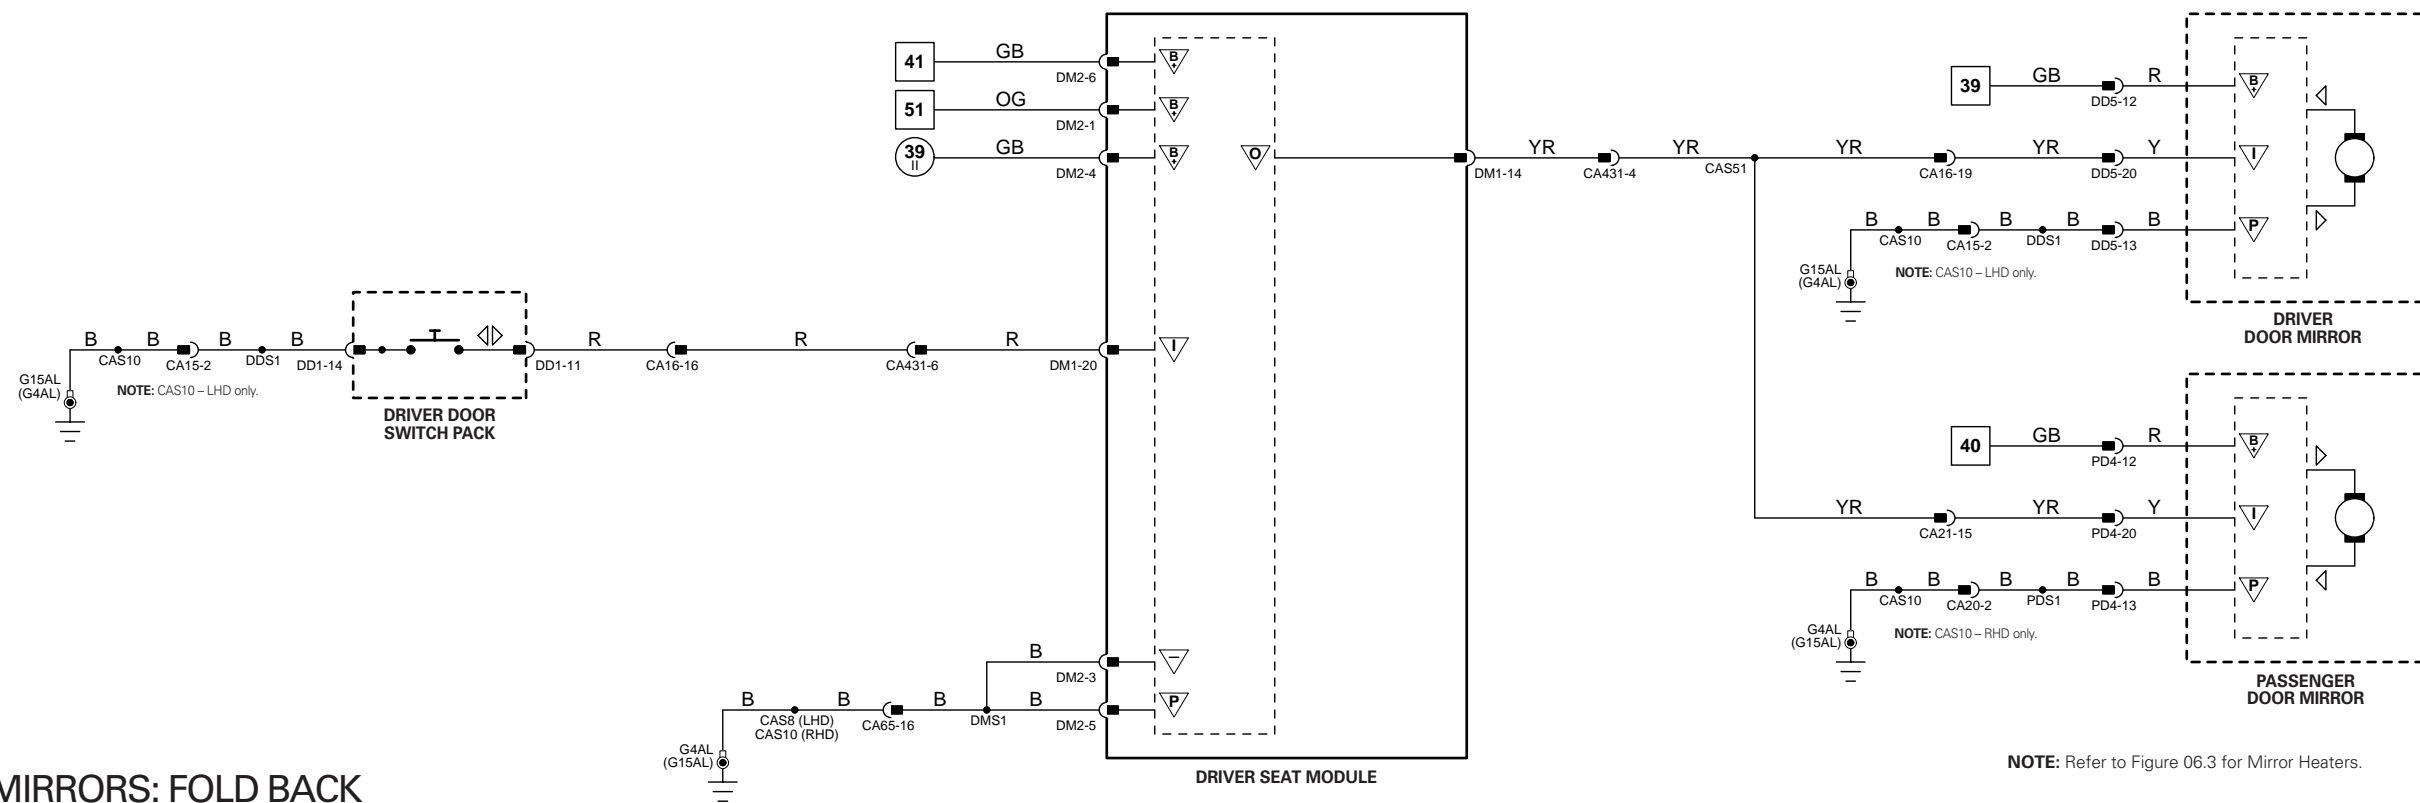 41
GB
DM2-6
B
+
51
OG
DM2-1
B
+
39
II
GB
DM2-4
B
+
O
DM1-14
YR
CA431-4
YR
CAS51
YR
CA16-19
YR
DD5-20
Y
I
39
GB
DD5-12
R
B
+
B
CAS10
B
CA15-2
B
DDS1
B
DD5-13
B
P
G15AL
(G4AL)
NOTE: CAS10 – LHD only.
DRIVER
DOOR MIRROR
G15AL
(G4AL)
B
CAS10
B
CA15-2
B
DDS1
B
DD1-14
NOTE: CAS10 – LHD only.
DRIVER DOOR
SWITCH PACK
DD1-11
R
CA16-16
R
CA431-6
R
DM1-20
I
40
GB
PD4-12
R
B
+
YR
CA21-15
YR
PD4-20
Y
I
B
CAS10
B
CA20-2
B
PDS1
B
PD4-13
B
P
G4AL
(G15AL)
NOTE: CAS10 – RHD only.
PASSENGER
DOOR MIRROR
B
DM2-3
–
B
CAS8 (LHD)
CAS10 (RHD)
B
CA65-16
B
DMS1
B
DM2-5
P
G4AL
(G15AL)
DRIVER SEAT MODULE
NOTE: Refer to Figure 06.3 for Mirror Heaters.
MIRRORS: FOLD BACK